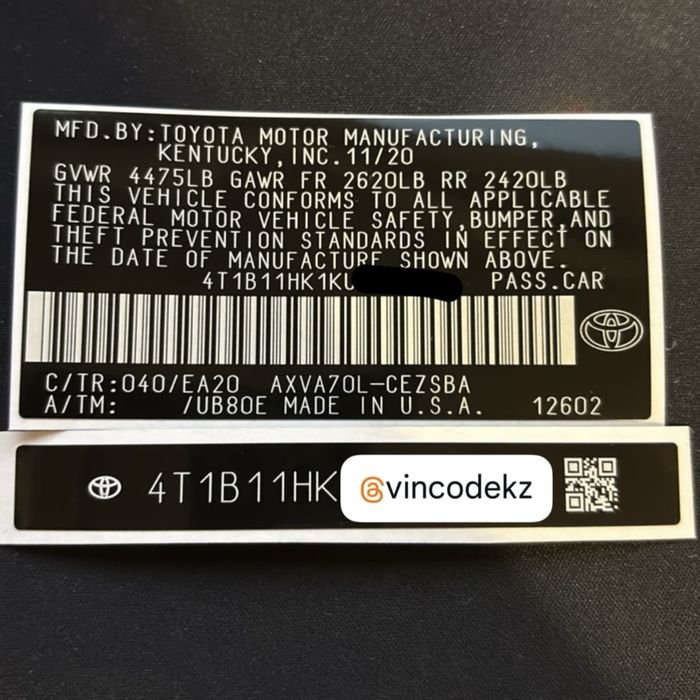 MFD.BY:TOYOTA MOTOR MANUFACTURING,
KENTUCKY, INC. 11/20
GVWR 4475LB GAWR FR 2620LB RR 2420LB
THIS VEHICLE CONFORMS TO ALL APPLICABLE
FEDERAL MOTOR VEHICLE SAFETY, BUMPER, AND
THEFT PREVENTION STANDARDS IN EFFECT ON
THE DATE OF MANUFACTURE SHOWN ABOVE.
4T1B11HK1KU PASS.CAR
C/TR:040/EA20 AXVA70L-CEZSBA
A/TM: /UB80E MADE IN U.S.A. 12602
4T1B11HK @vincodekz